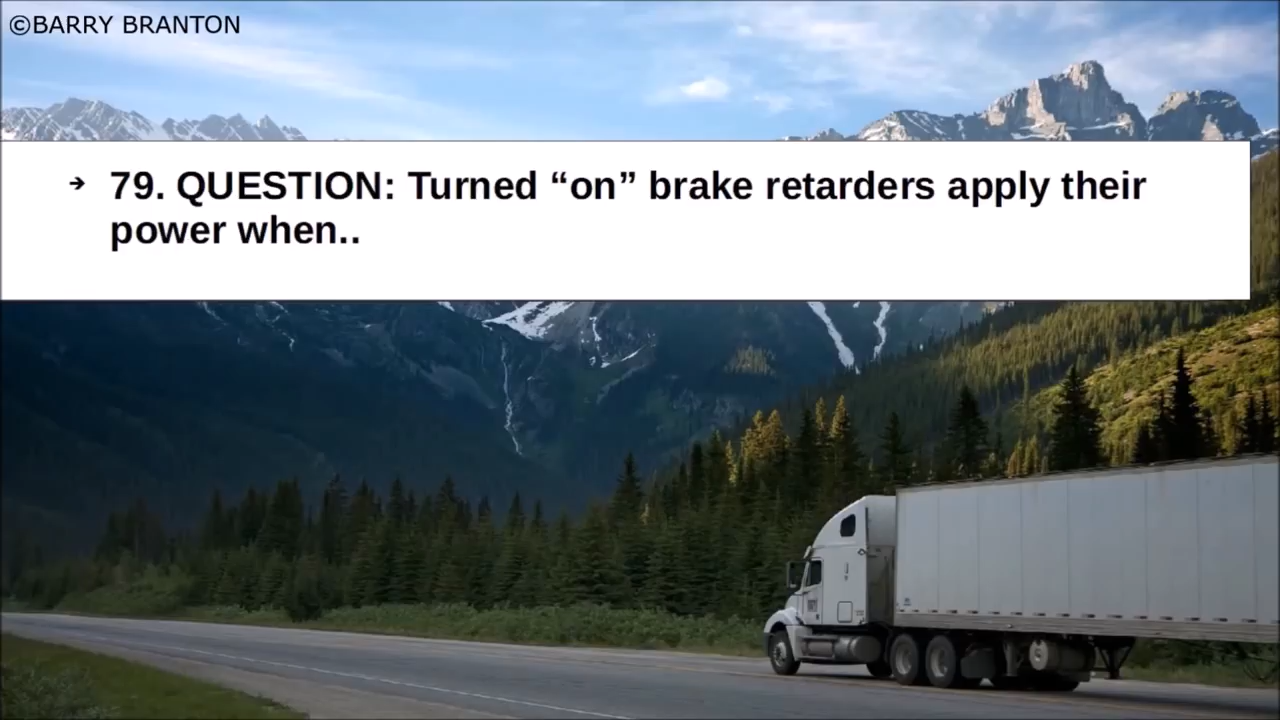 ©BARRY BRANTON
➔ 79. QUESTION: Turned “on” brake retarders apply their
power when..